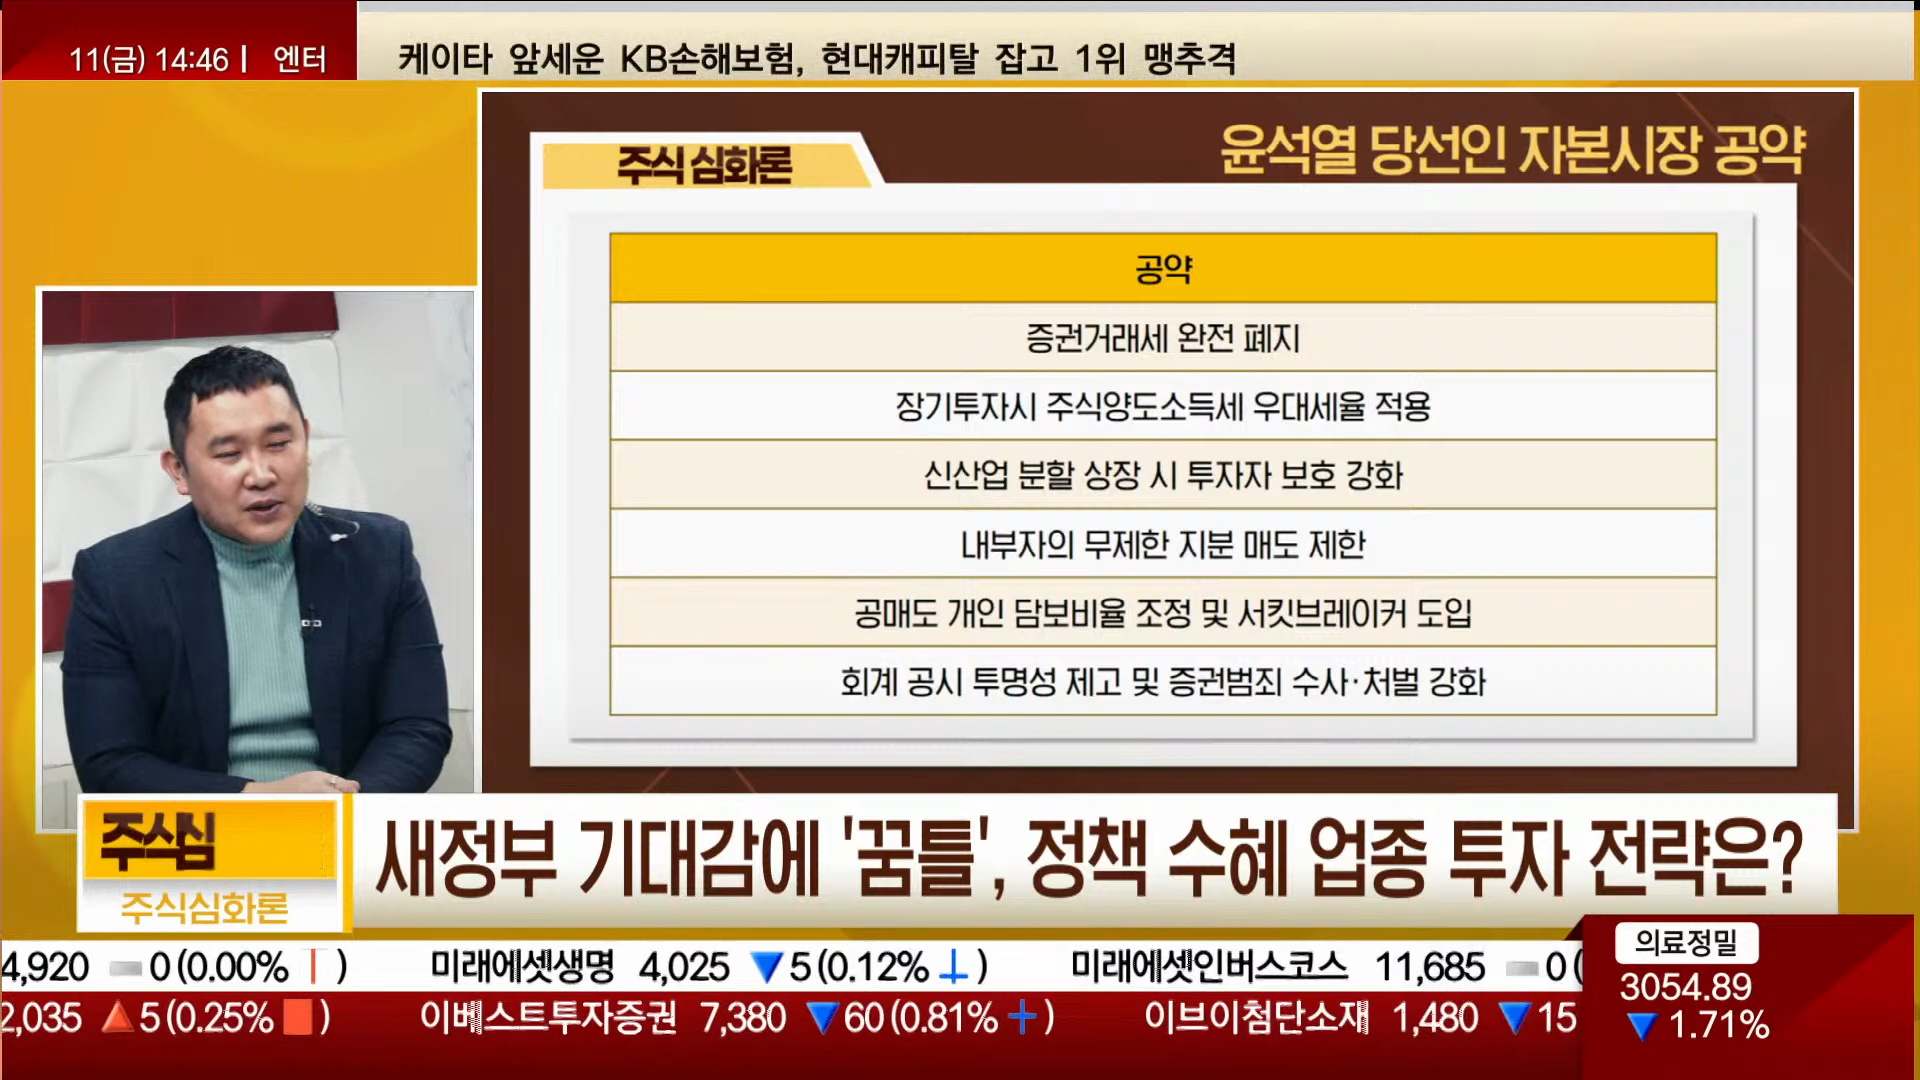 11(금) 14:46 | 엔터
케이타 앞세운 KB손해보험, 현대캐피탈 잡고 1위 맹추격
윤석열 당선인 자본시장 공약
주식 심화론
공약
증권거래세 완전 폐지
장기투자시 주식양도소득세 우대세율 적용
신산업 분할 상장 시 투자자 보호 강화
내부자의 무제한 지분 매도 제한
공매도 개인 담보비율 조정 및 서킷브레이커 도입
회계 공시 투명성 제고 및 증권범죄 수사·처벌 강화
주식심
주식심화론
새정부 기대감에 '꿈틀', 정책 수혜 업종 투자 전략은?
4,920 0(0.00% ) 미래에셋생명 4,025 ▼5(0.12% ) 미래에셋인버스코스 11,685 0(
2,035 ▲5(0.25% ) 이베스트투자증권 7,380 ▼60(0.81% ) 이브이첨단소재 1,480 ▼15
의료정밀
3054.89
▼ 1.71%